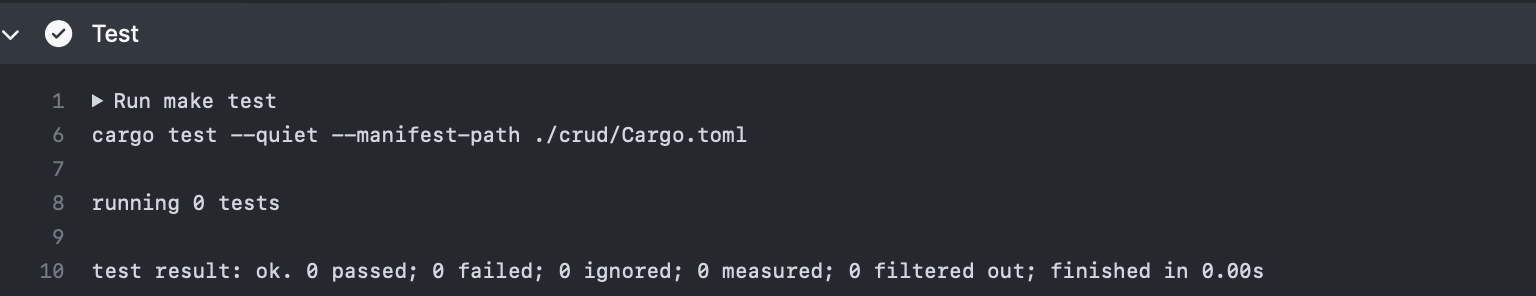 Test
1 ▶ Run make test
6 cargo test --quiet --manifest-path ./crud/Cargo.toml
7
8 running 0 tests
9
10 test result: ok. 0 passed; 0 failed; 0 ignored; 0 measured; 0 filtered out; finished in 0.00s